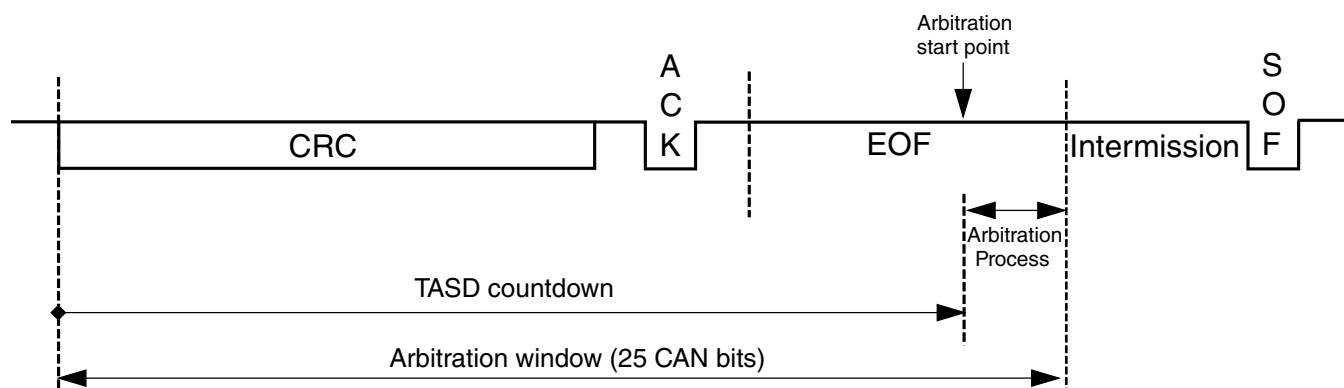 Arbitration
start point
A
C
K
S
O
F
CRC
EOF
Intermission
Arbitration
Process
TASD countdown
Arbitration window (25 CAN bits)